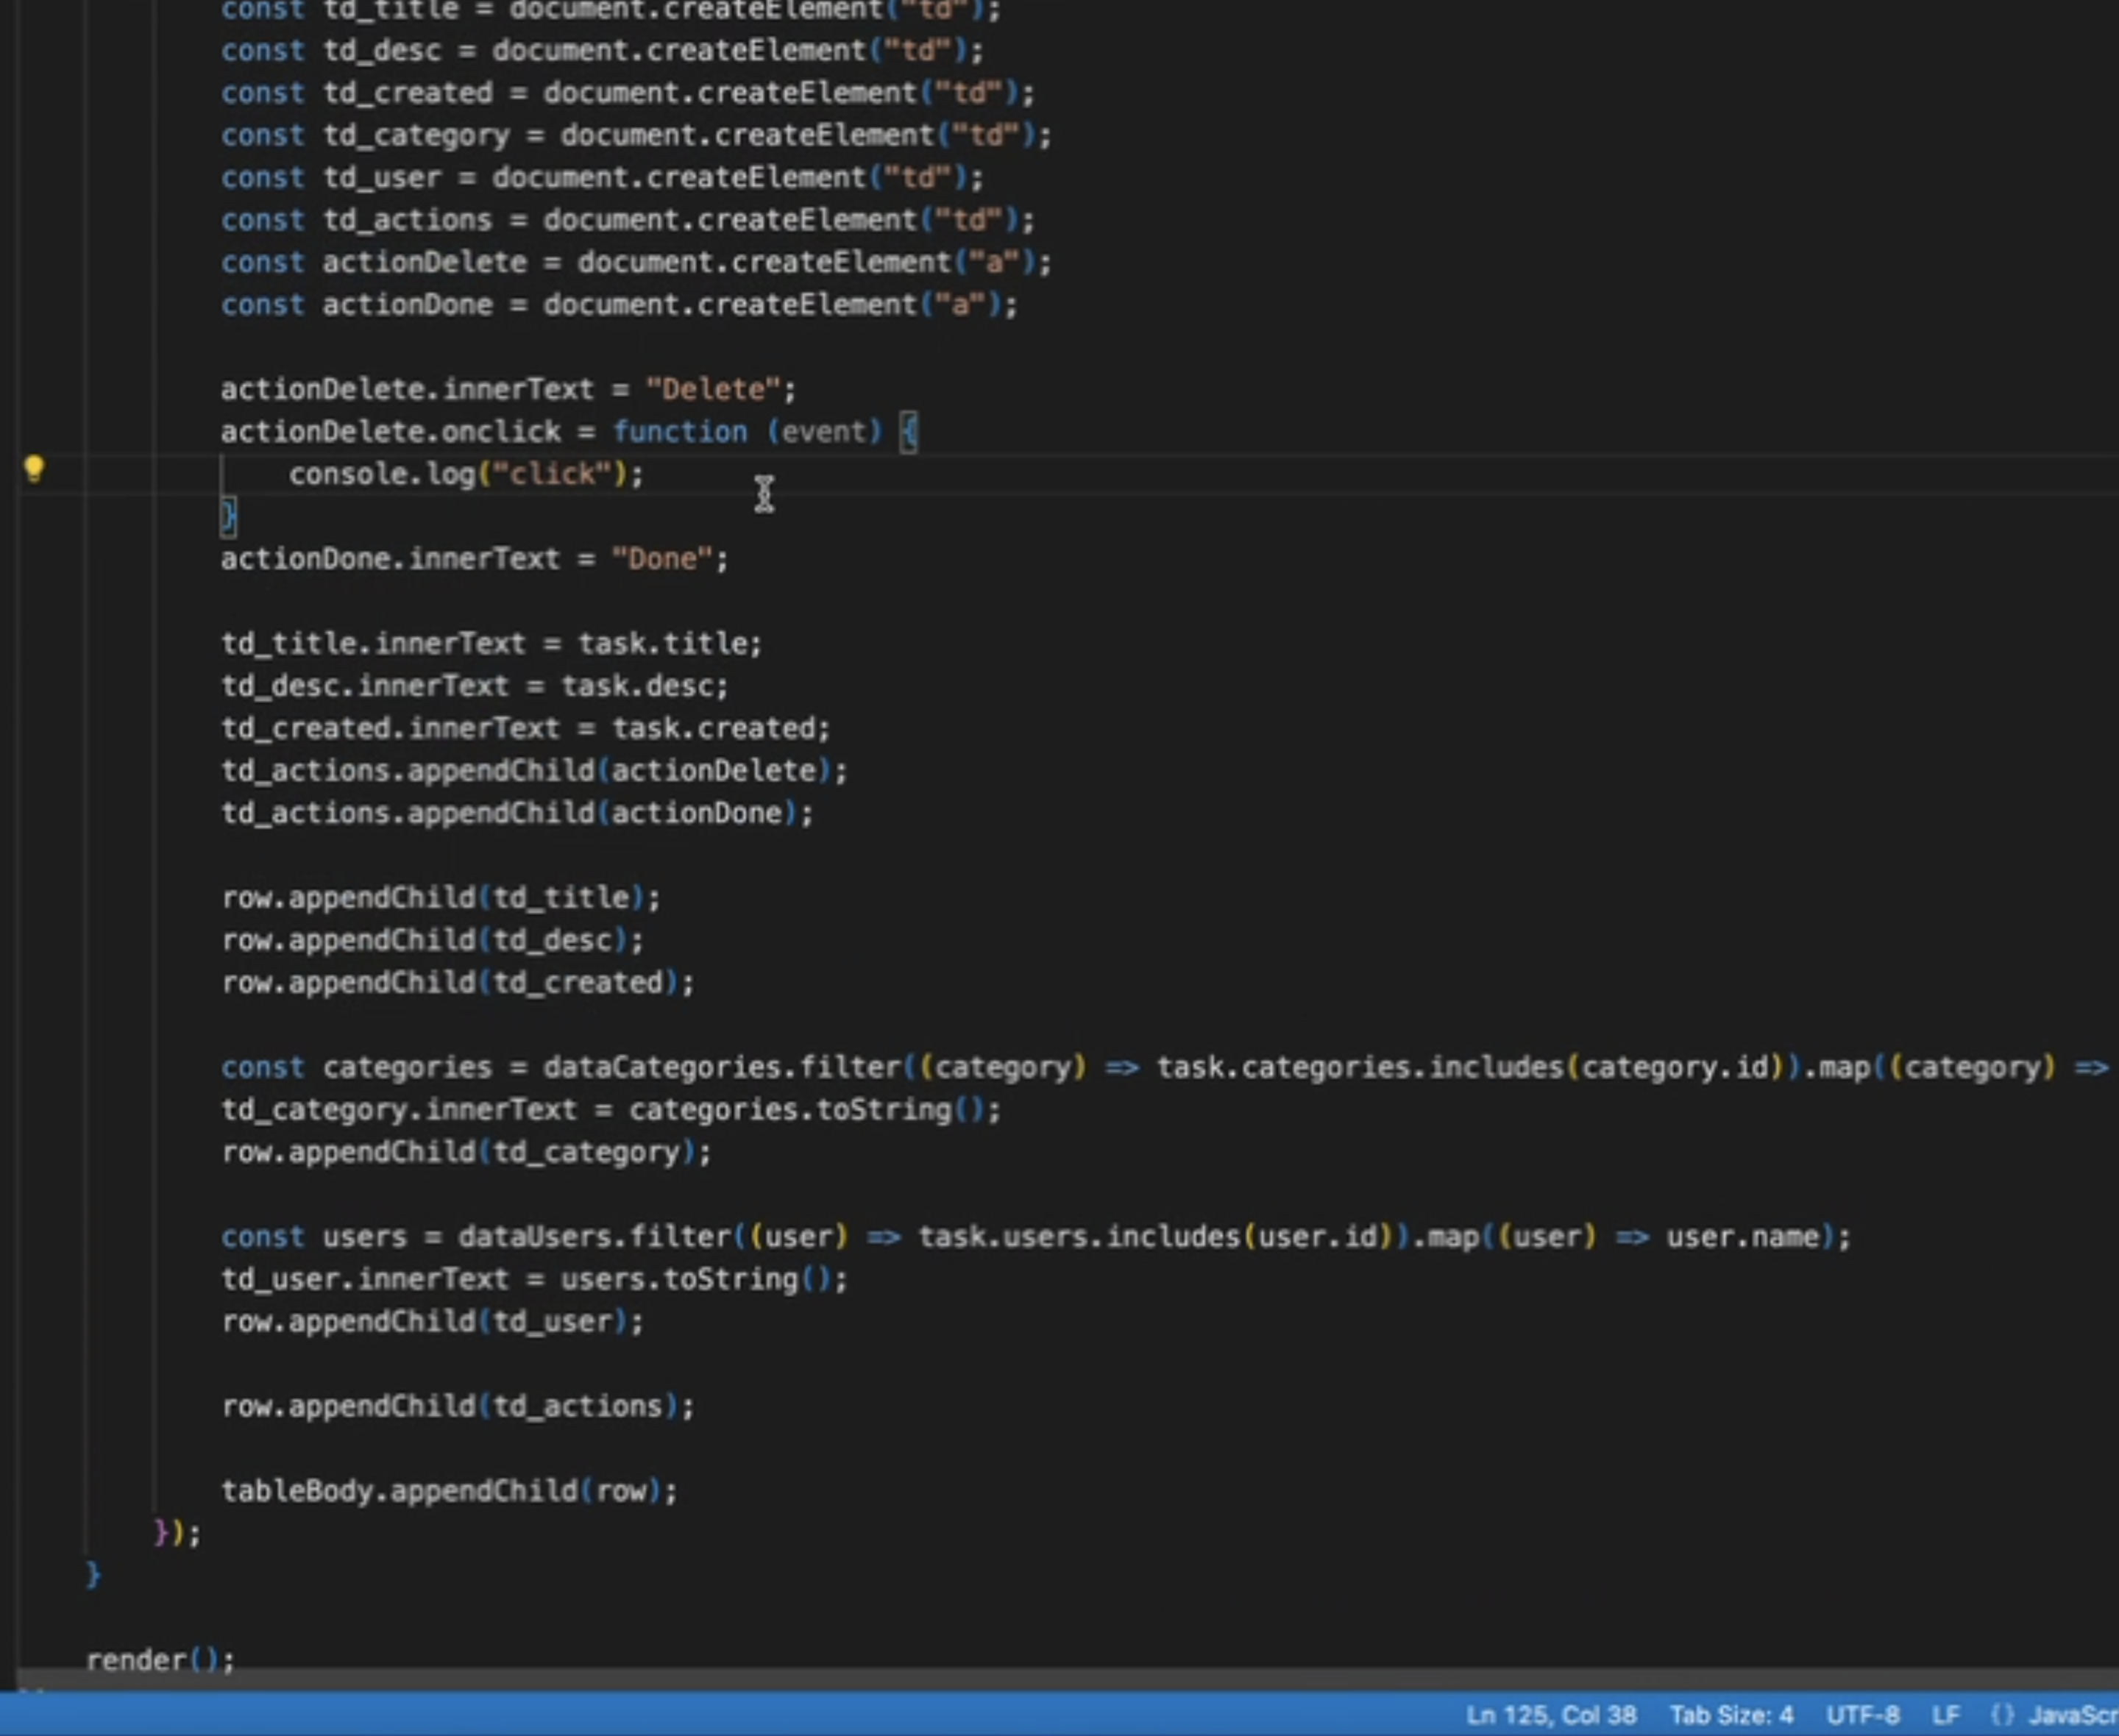 const td_title = document.createElement("td");
const td_desc = document.createElement("td");
const td_created = document.createElement("td");
const td_category = document.createElement("td");
const td_user = document.createElement("td");
const td_actions = document.createElement("td");
const actionDelete = document.createElement("a");
const actionDone = document.createElement("a");
actionDelete.innerText = "Delete";
actionDelete.onclick = function (event) {
console.log("click");
}
actionDone.innerText = "Done";
td_title.innerText = task.title;
td_desc.innerText = task.desc;
td_created.innerText = task.created;
td_actions.appendChild(actionDelete);
td_actions.appendChild(actionDone);
row.appendChild(td_title);
row.appendChild(td_desc);
row.appendChild(td_created);
const categories = dataCategories.filter((category) => task.categories.includes(category.id)).map((category) =>
td_category.innerText = categories.toString();
row.appendChild(td_category);
const users = dataUsers.filter((user) => task.users.includes(user.id)).map((user) => user.name);
td_user.innerText = users.toString();
row.appendChild(td_user);
row.appendChild(td_actions);
tableBody.appendChild(row);
});
}
render();
Ln 125, Col 38 Tab Size: 4 UTF-8 LF {} JavaScr